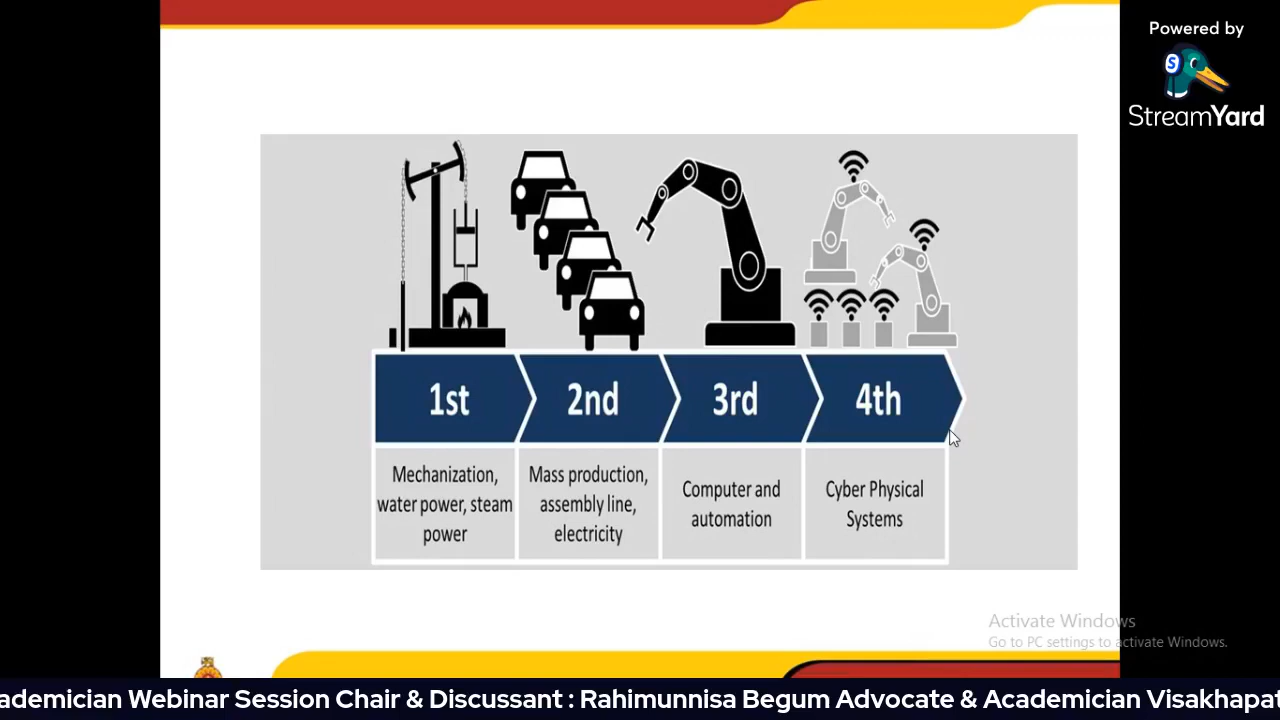 Powered by
S
StreamYard
1st
2nd
3rd
4th
Mechanization,
water power, steam
power
Mass production,
assembly line,
electricity
Computer and
automation
Cyber Physical
Systems
Activate Windows
Go to PC settings to activate Windows.
ademician Webinar Session Chair & Discussant : Rahimunnisa Begum Advocate & Academician Visakhapat